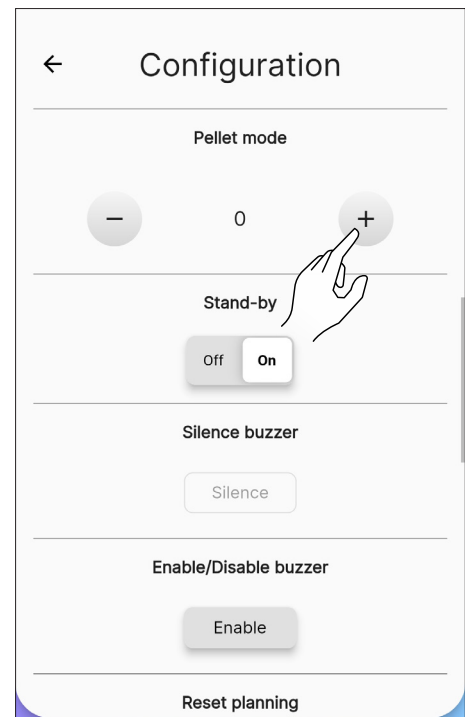 Configuration
Pellet mode
− 0 +
Stand-by
Off On
Silence buzzer
Silence
Enable/Disable buzzer
Enable
Reset planning